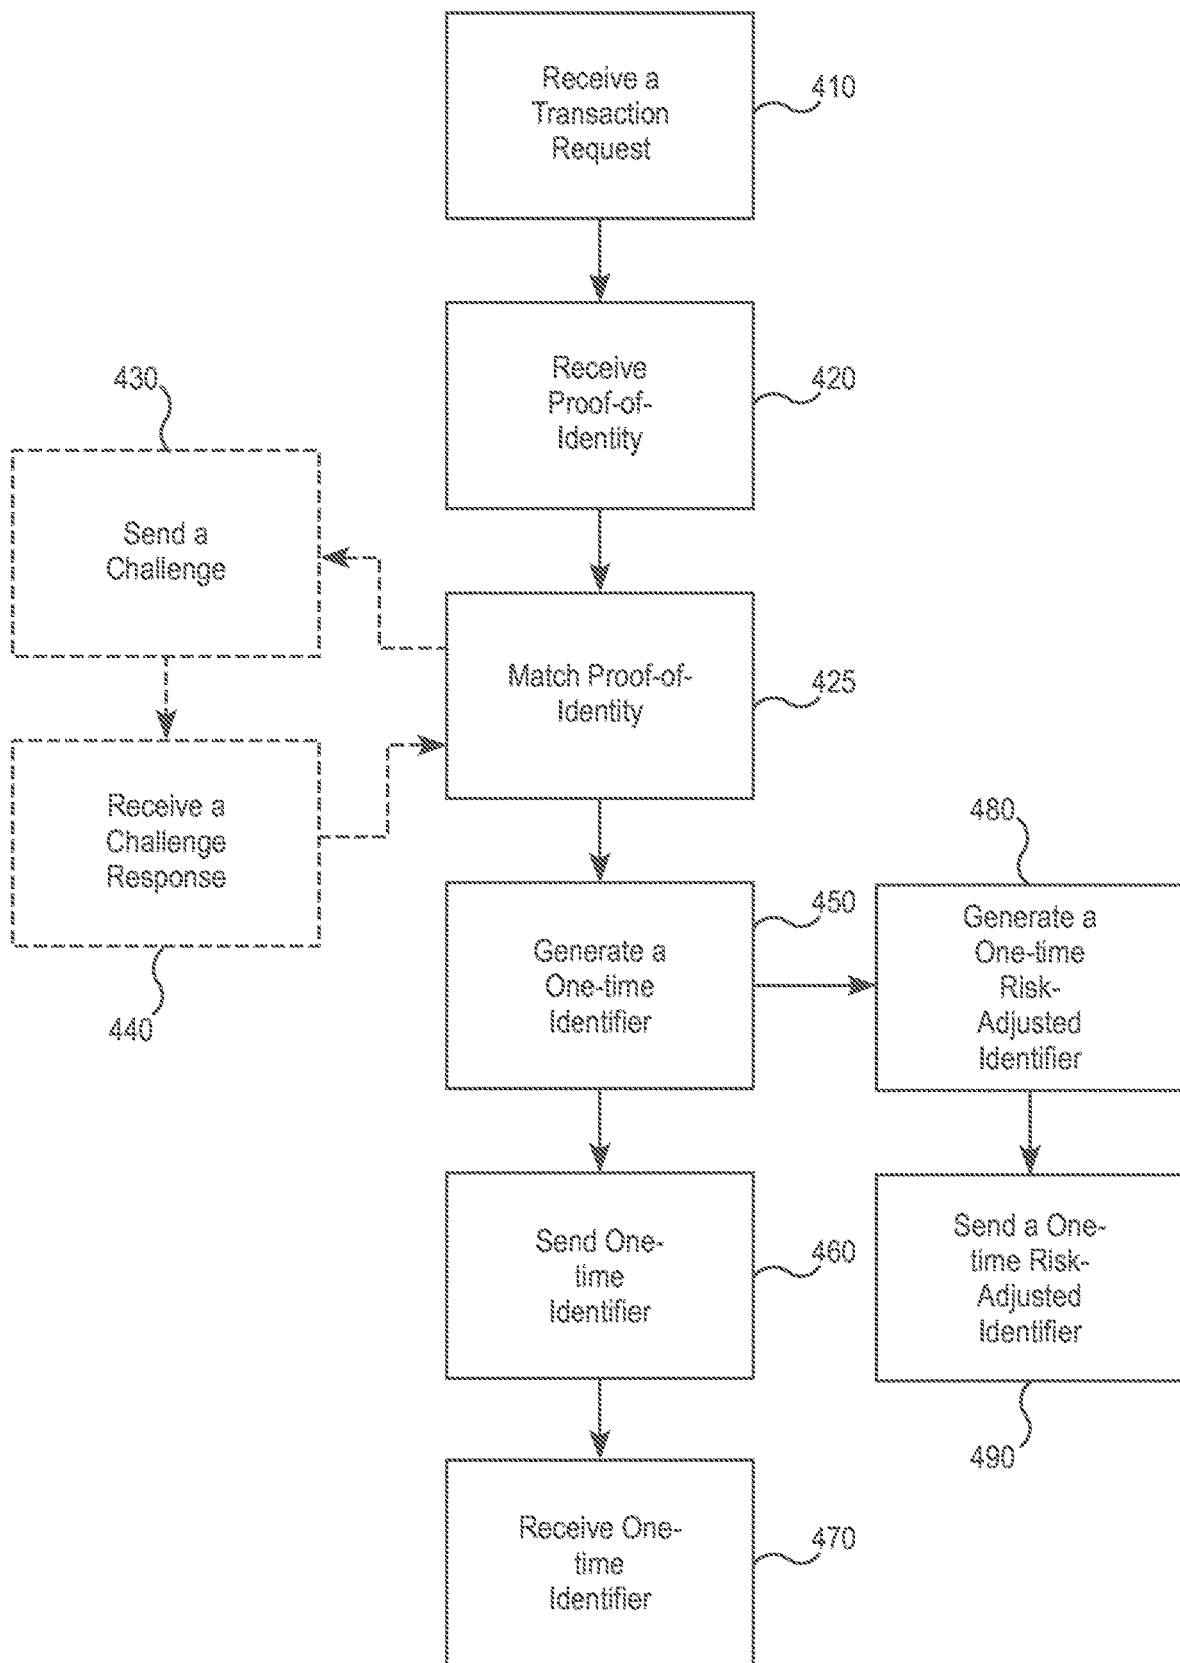 Receive a
Transaction
Request
410
Receive
Proof-of-
Identity
420
430
Send a
Challenge
Match Proof-of-
Identity
425
Receive a
Challenge
Response
440
Generate a
One-time
Identifier
450
480
Generate a
One-time
Risk-
Adjusted
Identifier
Send One-
time
Identifier
460
Send a One-
time Risk-
Adjusted
Identifier
490
Receive One-
time
Identifier
470